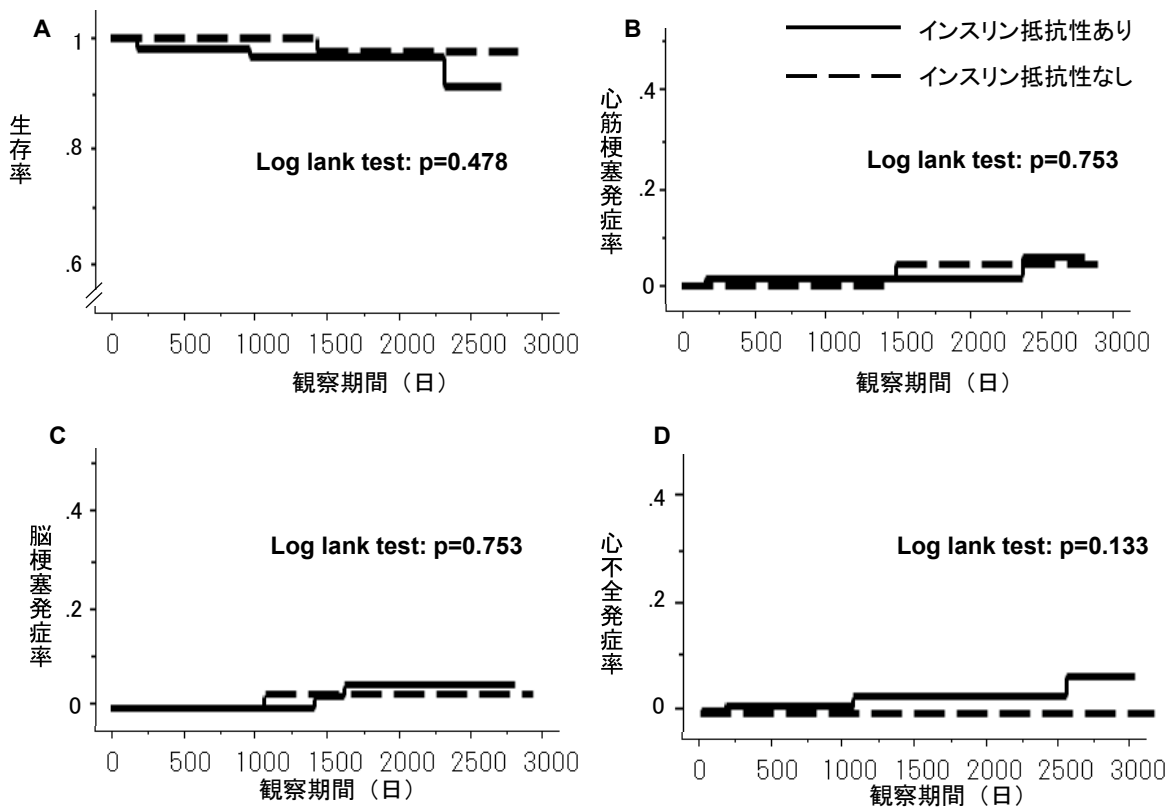 A
1
.8
.6
生存率
Log lank test: p=0.478
0 500 1000 1500 2000 2500 3000
観察期間（日）
B
インスリン抵抗性あり
インスリン抵抗性なし
.4
.2
0
心筋梗塞発症率
Log lank test: p=0.753
0 500 1000 1500 2000 2500 3000
観察期間（日）
C
.4
.2
0
脳梗塞発症率
Log lank test: p=0.753
0 500 1000 1500 2000 2500 3000
観察期間（日）
D
.4
.2
0
心不全発症率
Log lank test: p=0.133
0 500 1000 1500 2000 2500 3000
観察期間（日）